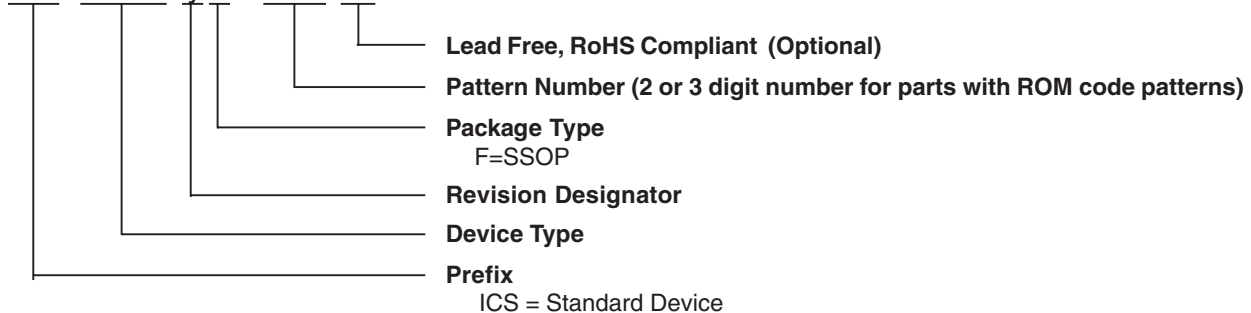 Lead Free, RoHS Compliant (Optional)
Pattern Number (2 or 3 digit number for parts with ROM code patterns)
Package Type
F=SSOP
Revision Designator
Device Type
Prefix
ICS = Standard Device